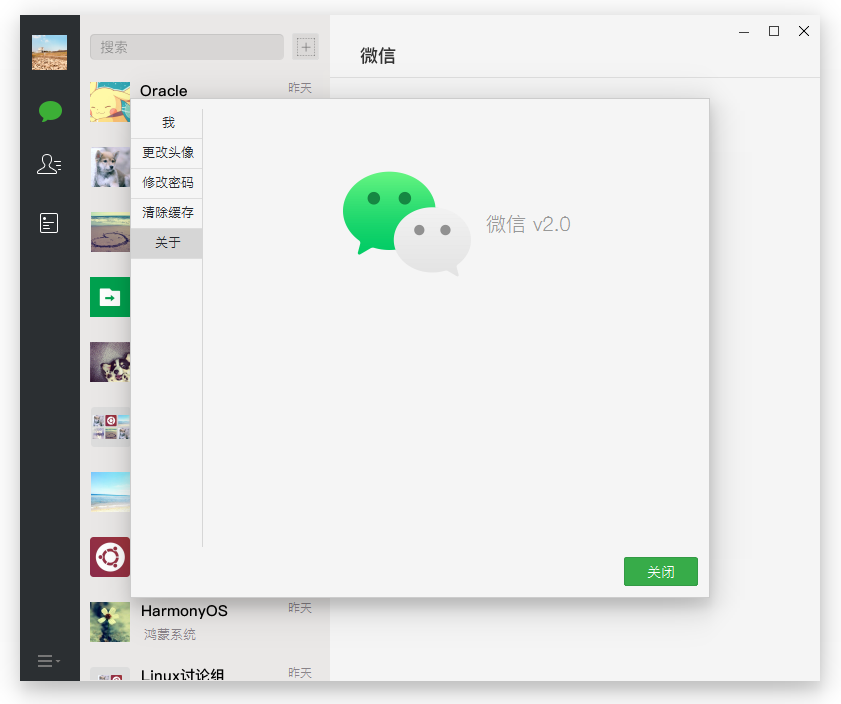 搜索
微信
Oracle
昨天
我
更改头像
修改密码
清除缓存
关于
微信 v2.0
关闭
HarmonyOS
昨天
鸿蒙系统
Linux讨论组
昨天